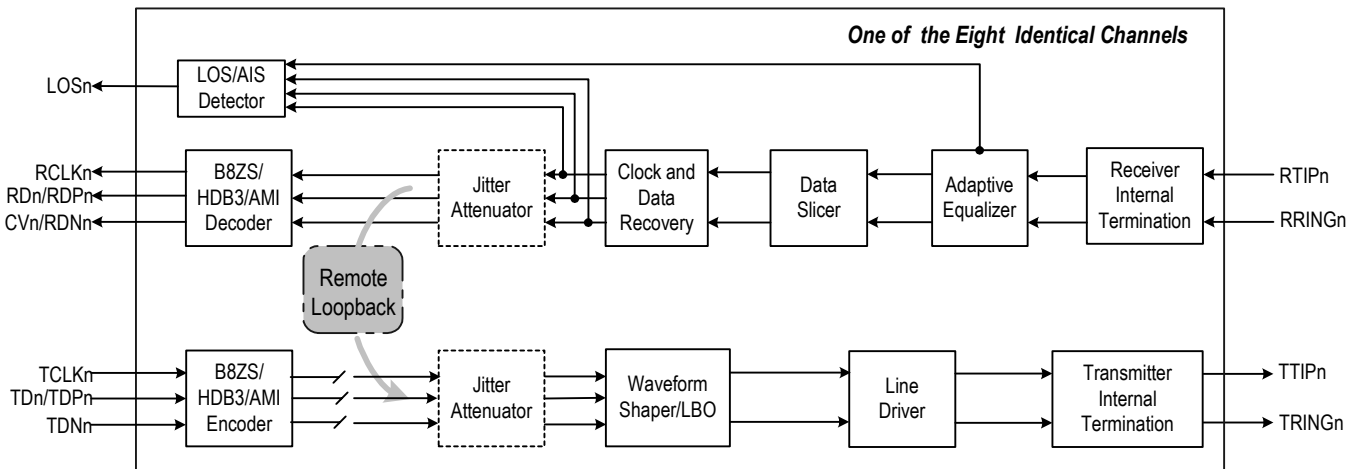 One of the Eight Identical Channels
LOSn
LOS/AIS
Detector
RCLKn
RDn/RDPn
CVn/RDNn
B8ZS/
HDB3/AMI
Decoder
Jitter
Attenuator
Clock and
Data
Recovery
Data
Slicer
Adaptive
Equalizer
Receiver
Internal
Termination
RTIPn
RRINGn
Remote
Loopback
TCLKn
TDn/TDPn
TDNn
B8ZS/
HDB3/AMI
Encoder
Jitter
Attenuator
Waveform
Shaper/LBO
Line
Driver
Transmitter
Internal
Termination
TTIPn
TRINGn